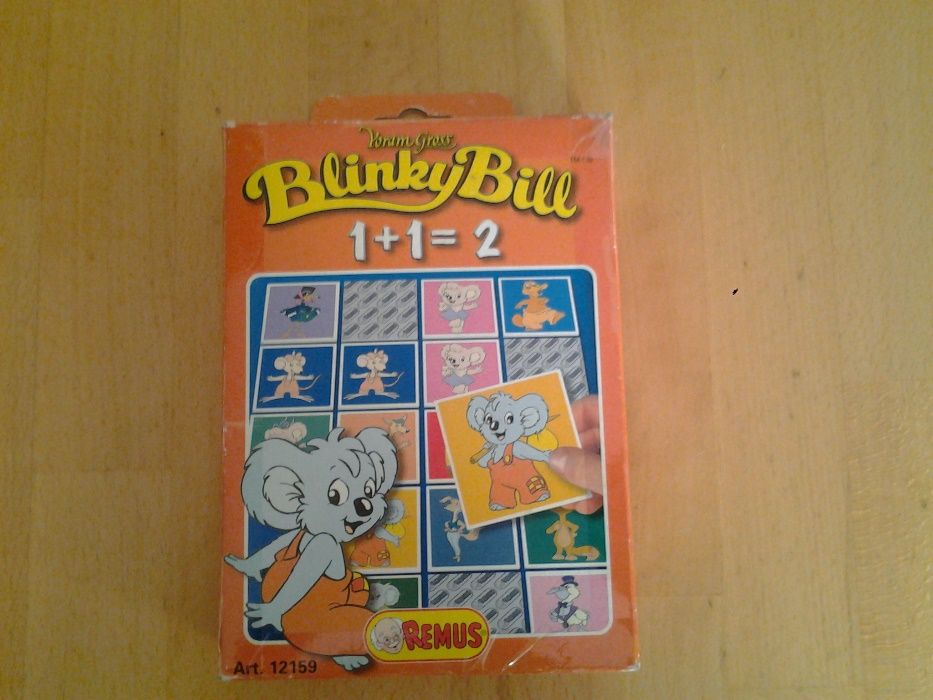 Yoram Gross
Blinky Bill
1+1=2
REMUS
Art. 12159